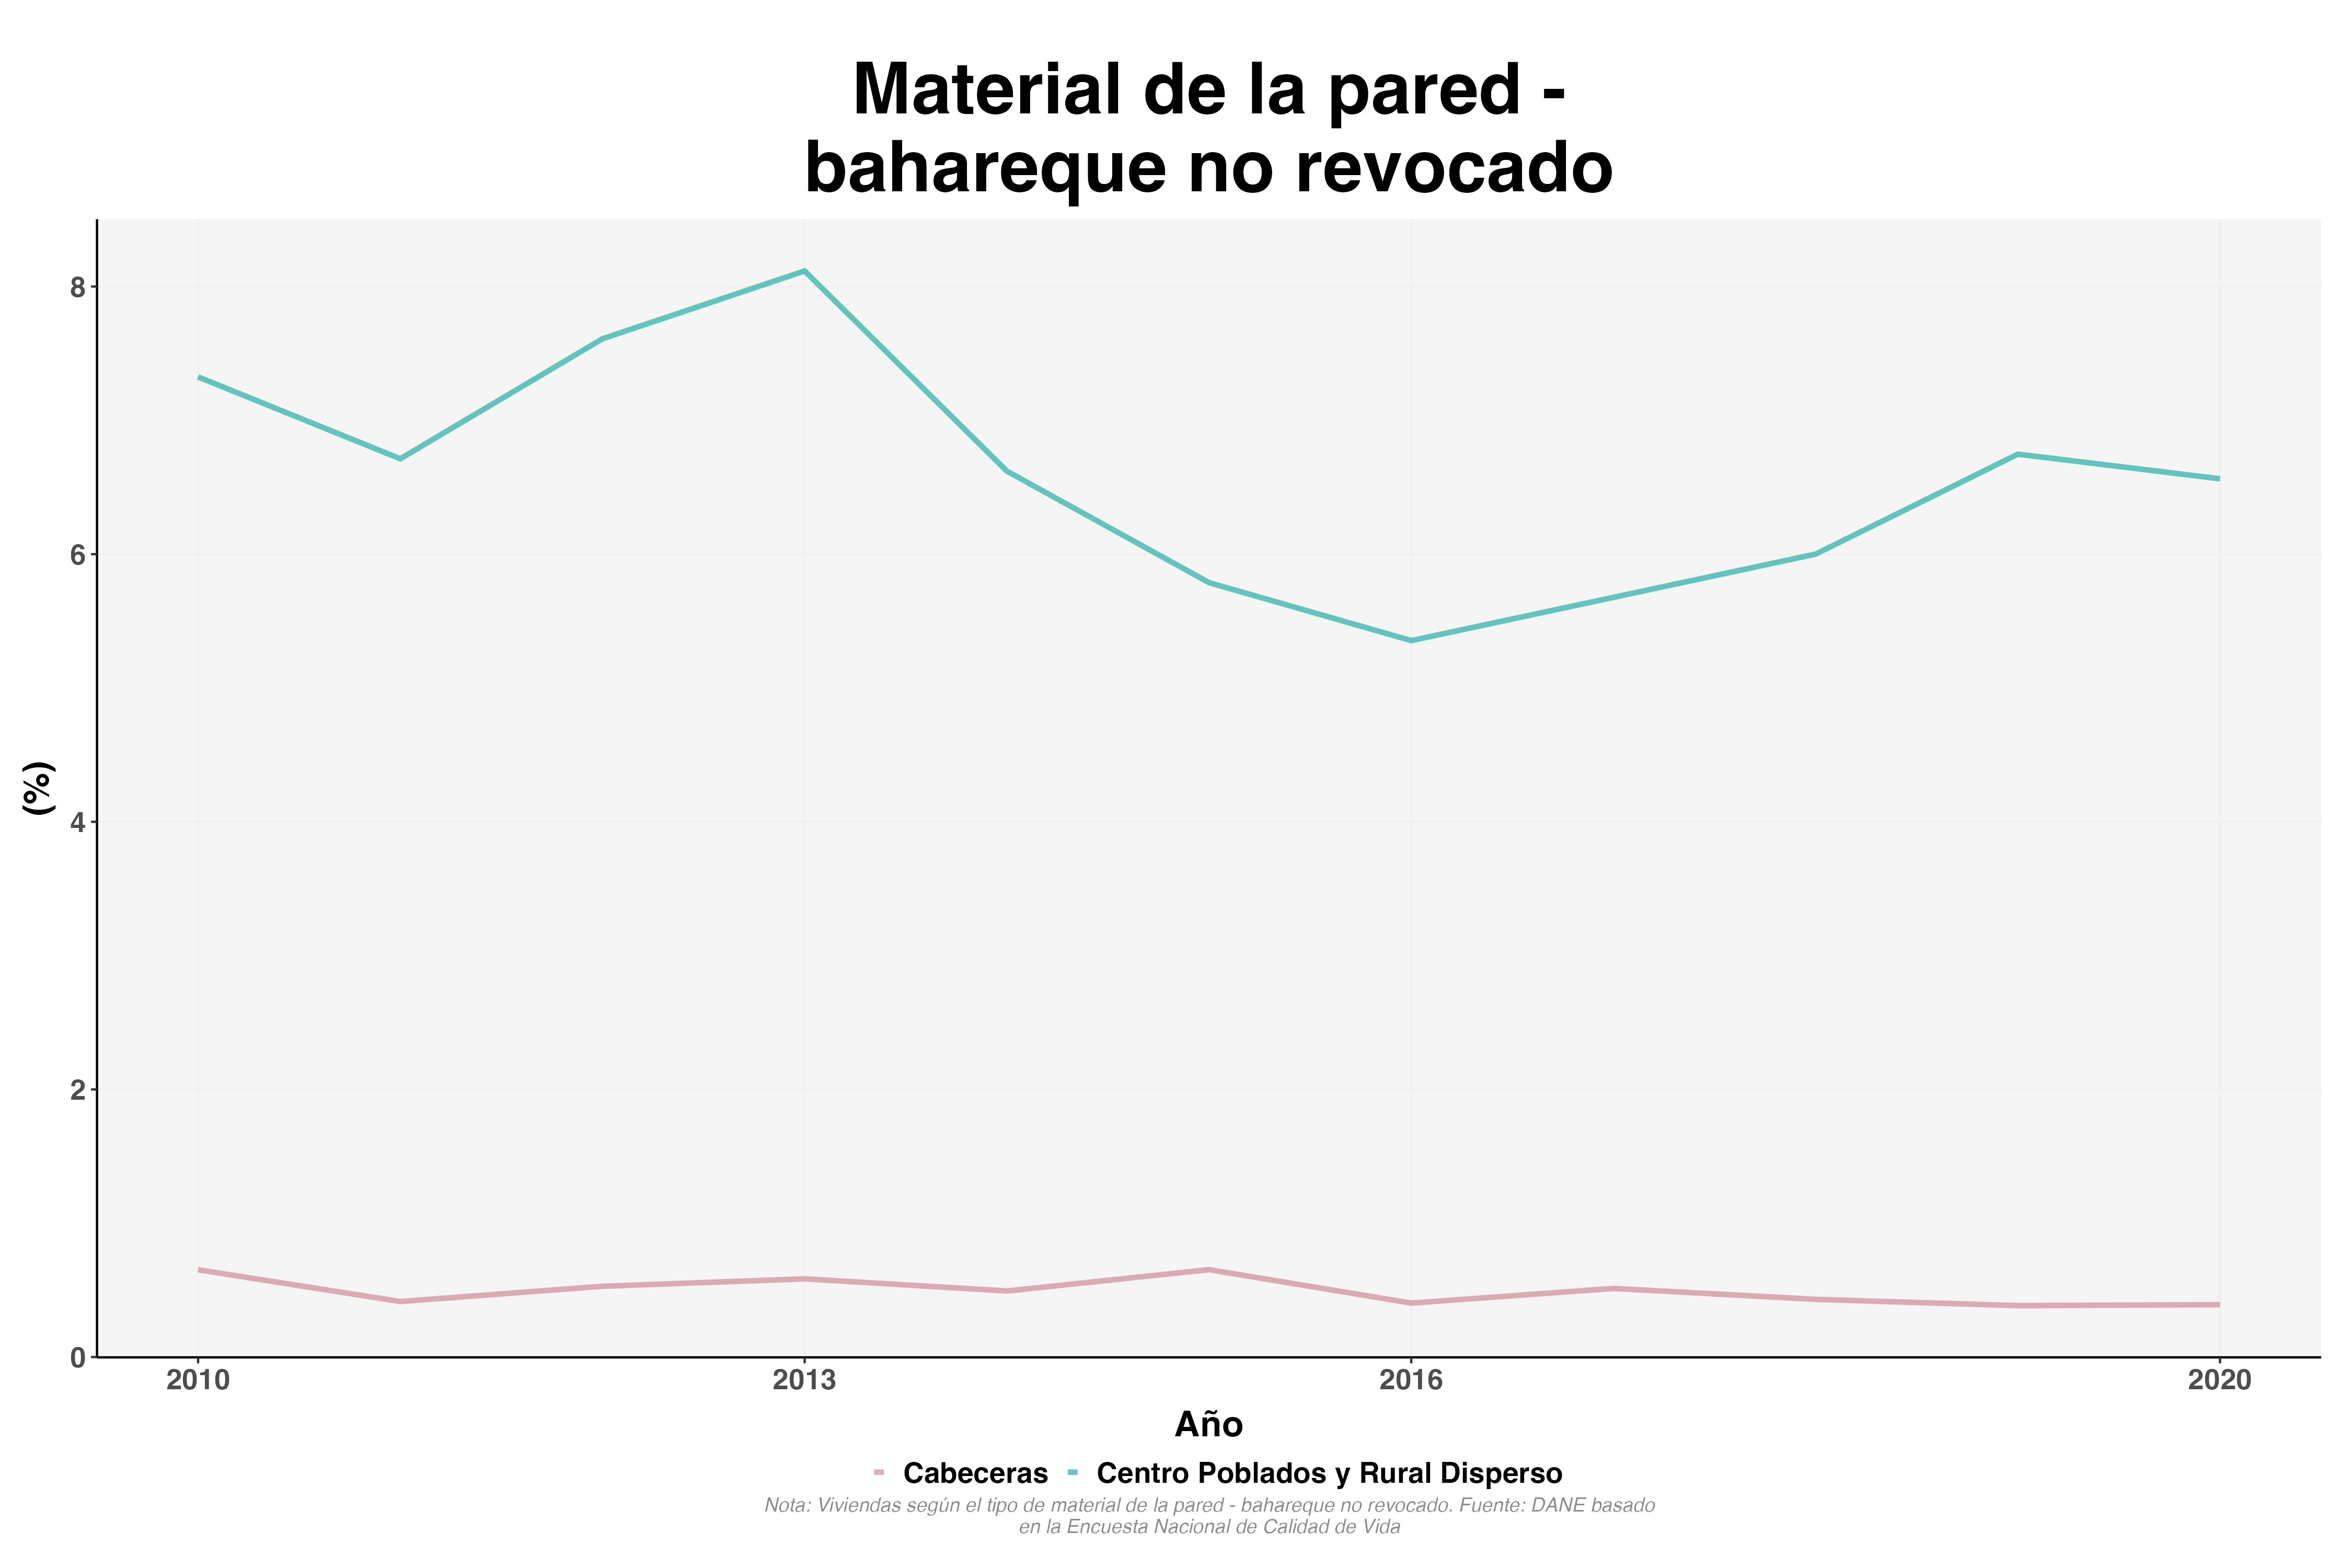 Material de la pared -
bahareque no revocado
8
6
4
2
0
(%)
2010 2013 2016 2020
Año
Cabeceras Centro Poblados y Rural Disperso
Nota: Viviendas según el tipo de material de la pared - bahareque no revocado. Fuente: DANE basado
en la Encuesta Nacional de Calidad de Vida